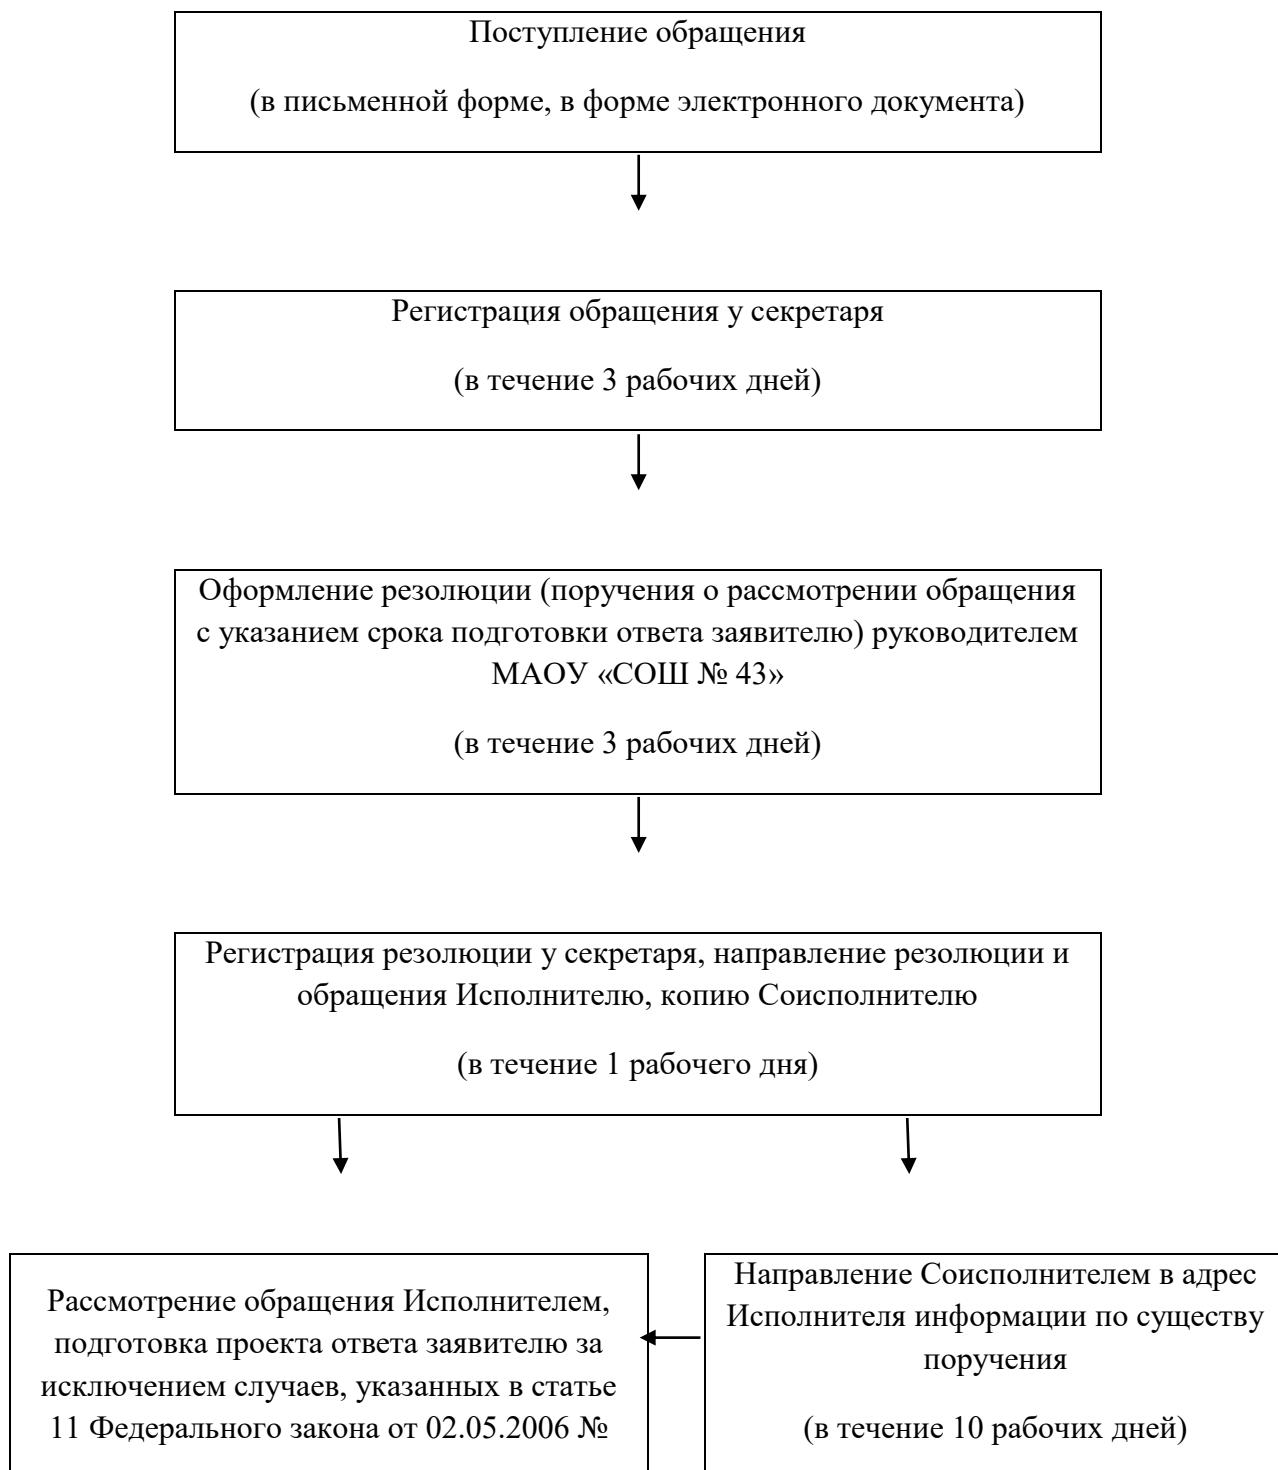 Поступление обращения
(в письменной форме, в форме электронного документа)
Регистрация обращения у секретаря
(в течение 3 рабочих дней)
Оформление резолюции (поручения о рассмотрении обращения
с указанием срока подготовки ответа заявителю) руководителем
МАОУ «СОШ № 43»
(в течение 3 рабочих дней)
Регистрация резолюции у секретаря, направление резолюции и
обращения Исполнителю, копию Соисполнителю
(в течение 1 рабочего дня)
Рассмотрение обращения Исполнителем,
подготовка проекта ответа заявителю за
исключением случаев, указанных в статье
11 Федерального закона от 02.05.2006 №
Направление Соисполнителем в адрес
Исполнителя информации по существу
поручения
(в течение 10 рабочих дней)